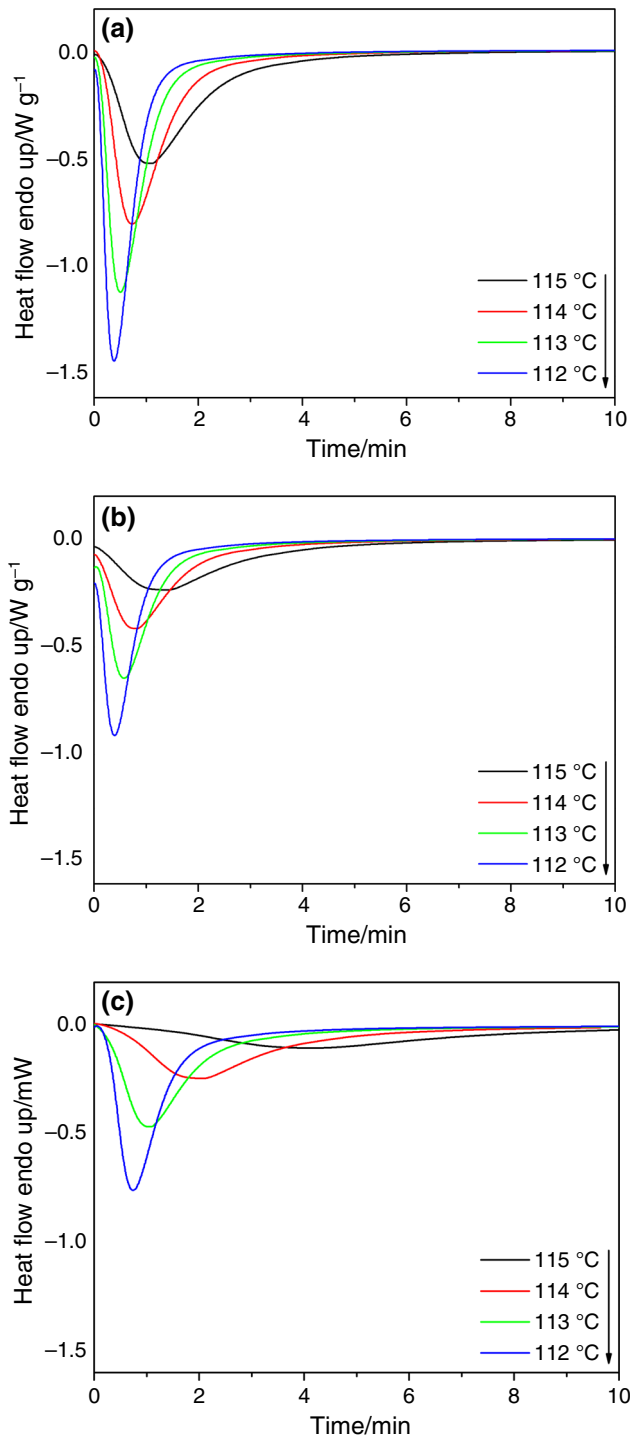 (a)
Heat flow endo up/W g⁻¹
0.0
−0.5
−1.0
−1.5
115 °C
114 °C
113 °C
112 °C
0 2 4 6 8 10
Time/min
(b)
Heat flow endo up/W g⁻¹
0.0
−0.5
−1.0
−1.5
115 °C
114 °C
113 °C
112 °C
0 2 4 6 8 10
Time/min
(c)
Heat flow endo up/mW
0.0
−0.5
−1.0
−1.5
115 °C
114 °C
113 °C
112 °C
0 2 4 6 8 10
Time/min